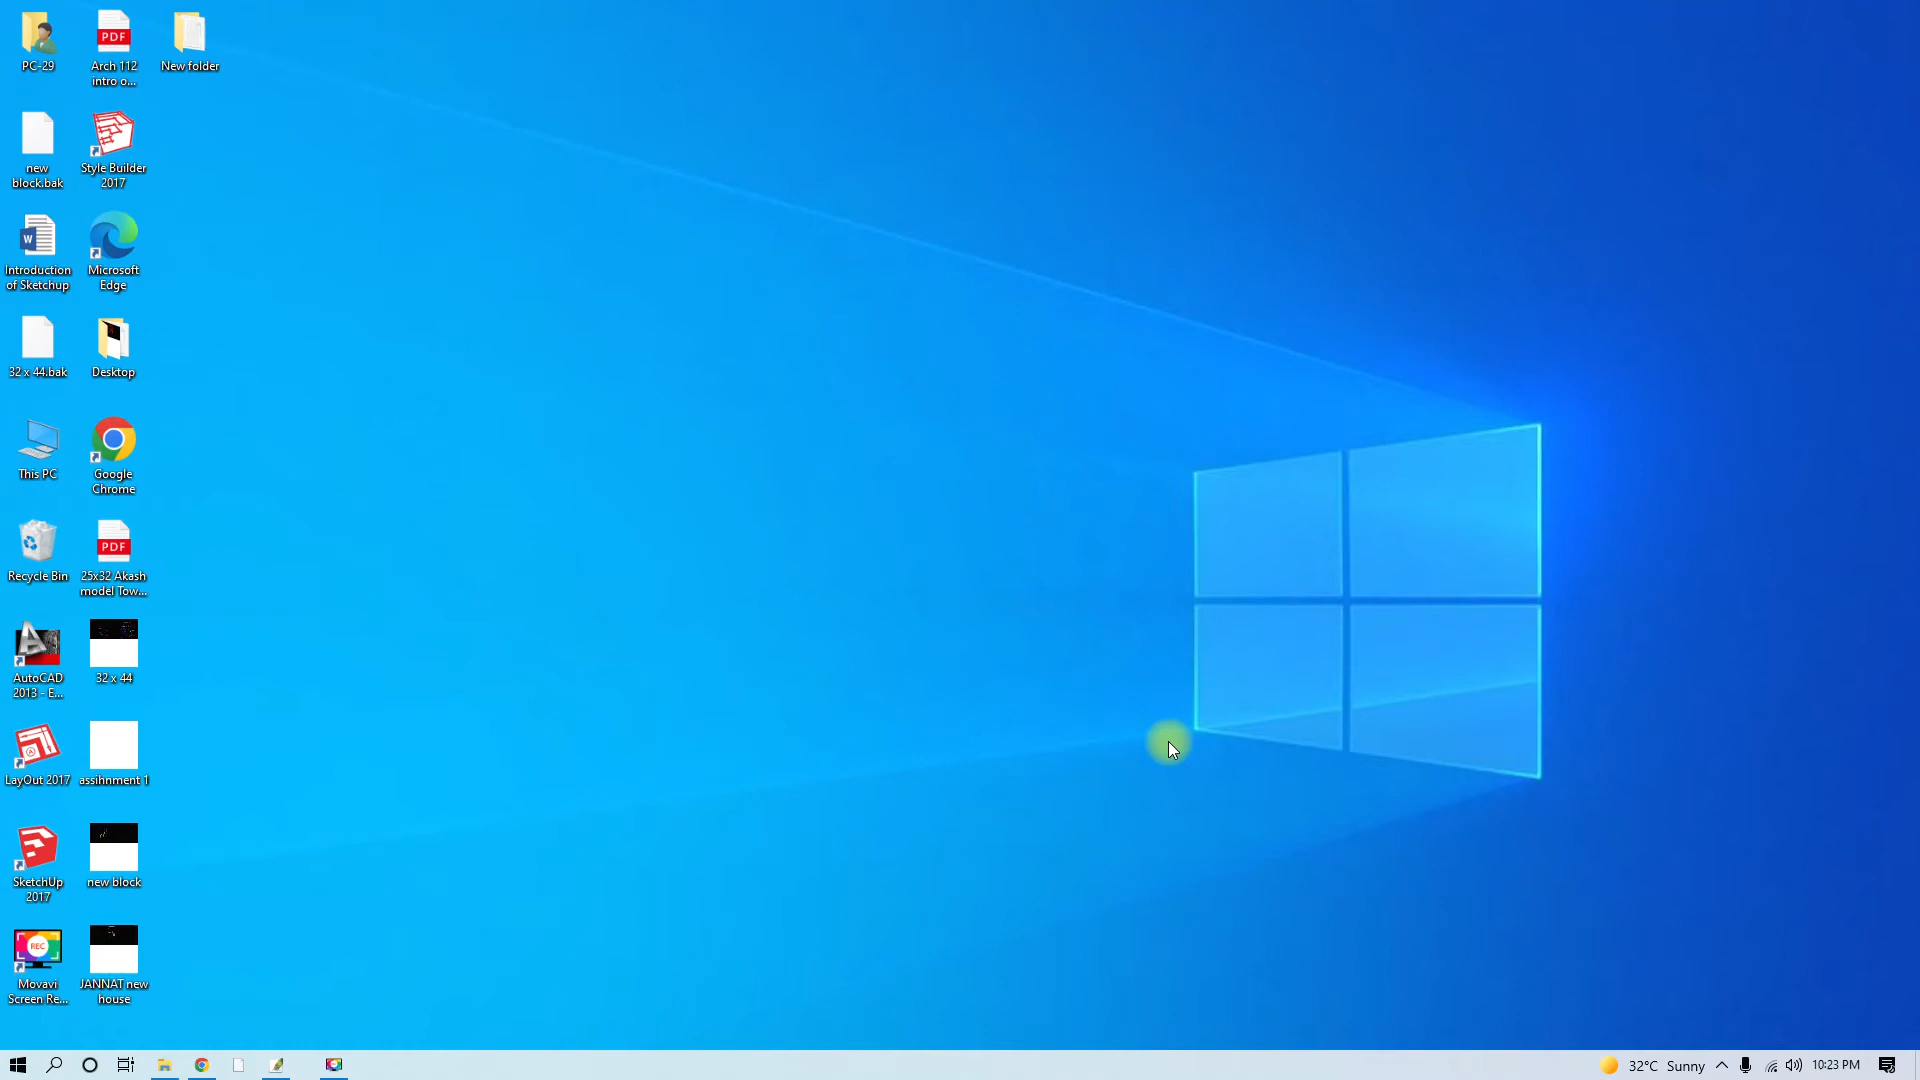 PC-29
PDF
Arch 112
intro o...
New folder
new
block.bak
Style Builder
2017
W
Introduction
of Sketchup
Microsoft
Edge
32 x 44.bak
Desktop
This PC
Google
Chrome
Recycle Bin
PDF
25x32 Akash
model Tow...
A
AutoCAD
2013 - E...
32 x 44
LayOut 2017
assihnment 1
SketchUp
2017
new block
REC
Movavi
Screen Re...
JANNAT new
house
32°C Sunny
10:23 PM